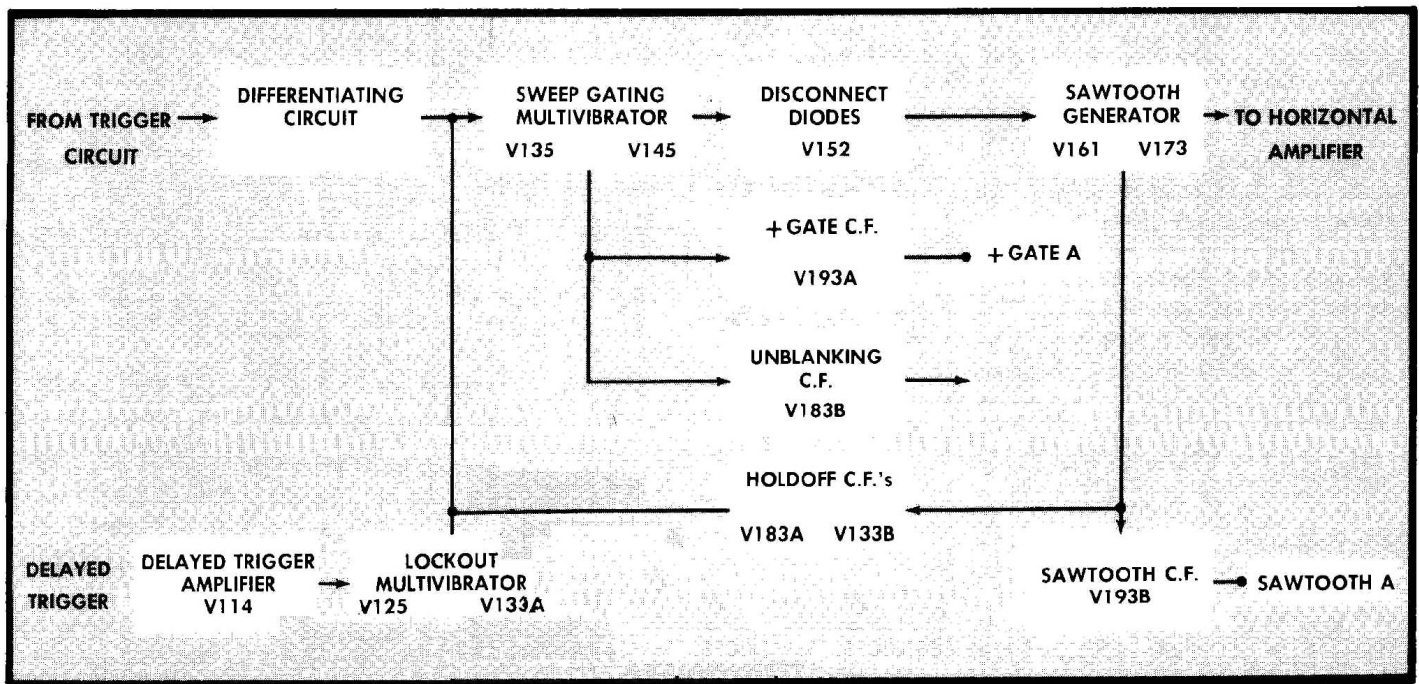 FROM TRIGGER
CIRCUIT
DIFFERENTIATING
CIRCUIT
SWEEP GATING
MULTIVIBRATOR
V135 V145
DISCONNECT
DIODES
V152
SAWTOOTH
GENERATOR
V161 V173
TO HORIZONTAL
AMPLIFIER
+ GATE C.F.
V193A
+ GATE A
UNBLANKING
C.F.
V183B
HOLDOFF C.F.'s
V183A V133B
DELAYED
TRIGGER
DELAYED TRIGGER
AMPLIFIER
V114
LOCKOUT
MULTIVIBRATOR
V125 V133A
SAWTOOTH C.F.
V193B
SAWTOOTH A